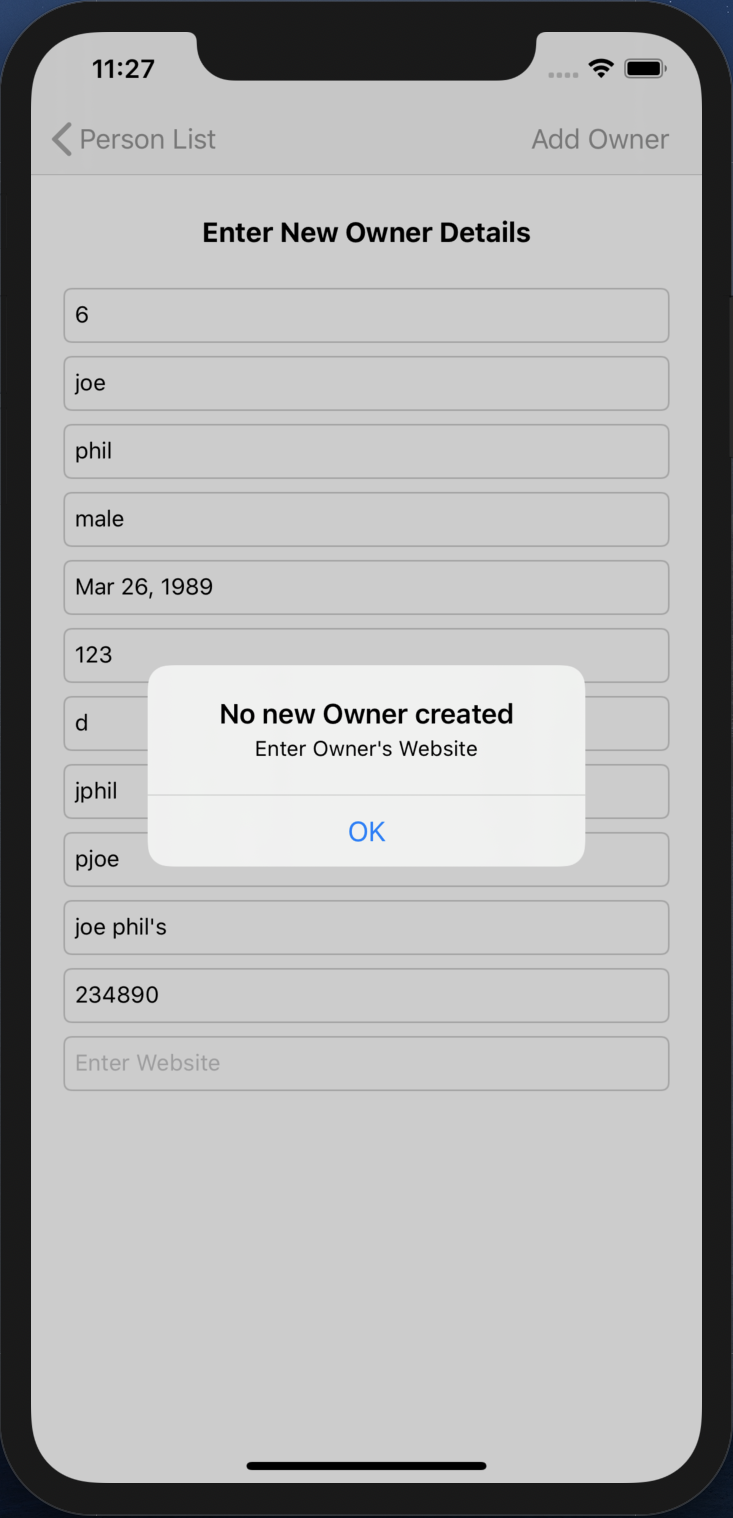 11:27
Person List
Add Owner
Enter New Owner Details
6
joe
phil
male
Mar 26, 1989
123
d
No new Owner created
Enter Owner's Website
jphil
OK
pjoe
joe phil's
234890
Enter Website